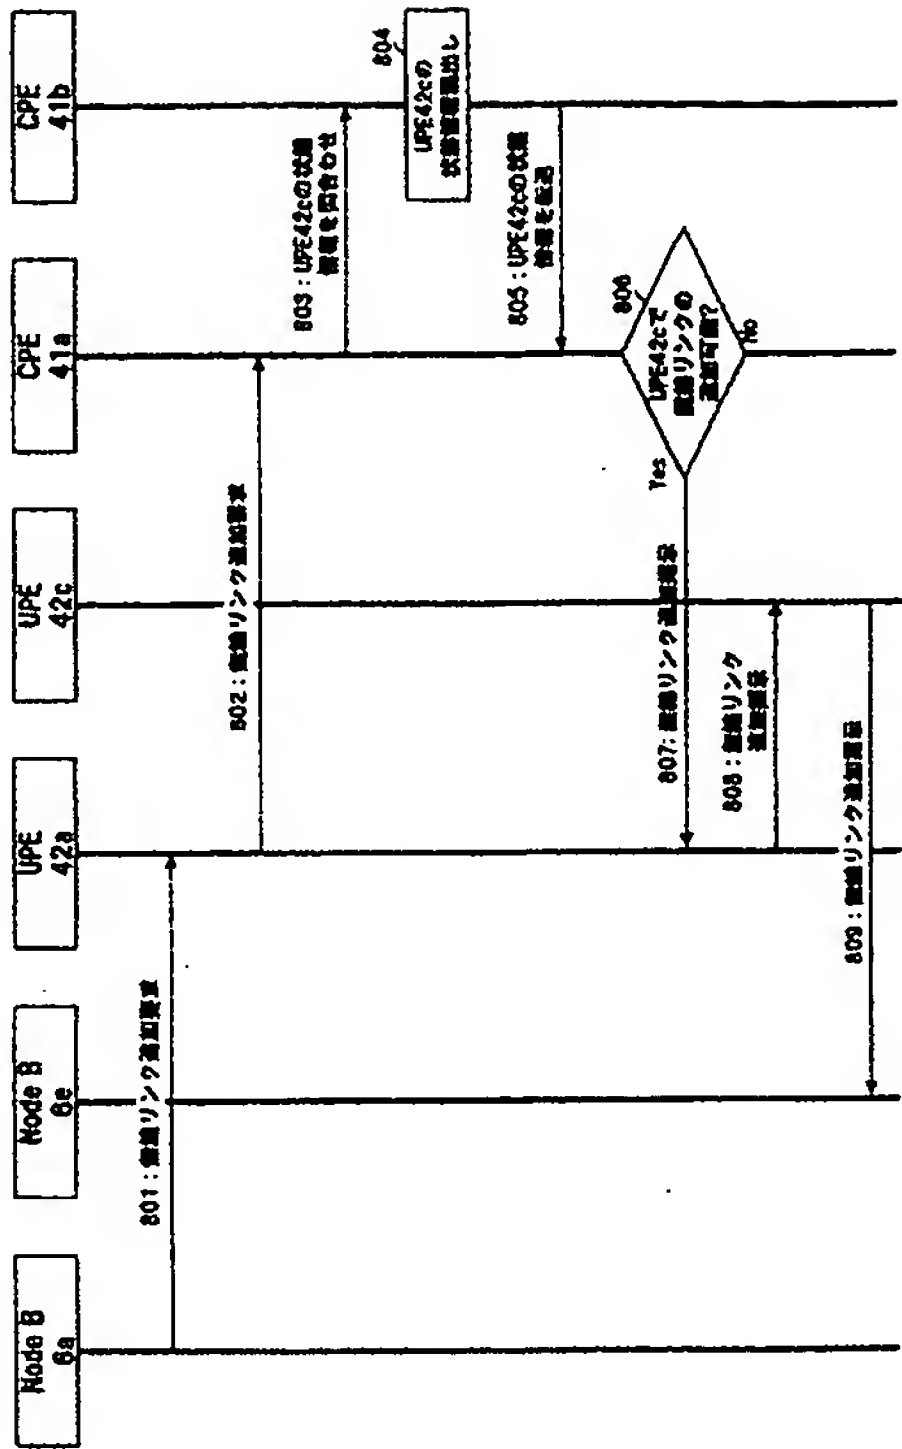 Node B
6a
Node B
6e
UPE
42a
UPE
42c
CPE
41a
CPE
41b
801：無線リンク追加要求
802：無線リンク追加要求
803：UPE42cの状態
情報を問合わせ
804
UPE42cの
状態情報読出し
805：UPE42cの状態
情報を転送
806
UPE42cで
無線リンクの
追加可能?
Yes
No
807：無線リンク追加指示
808：無線リンク
追加指示
809：無線リンク追加指示